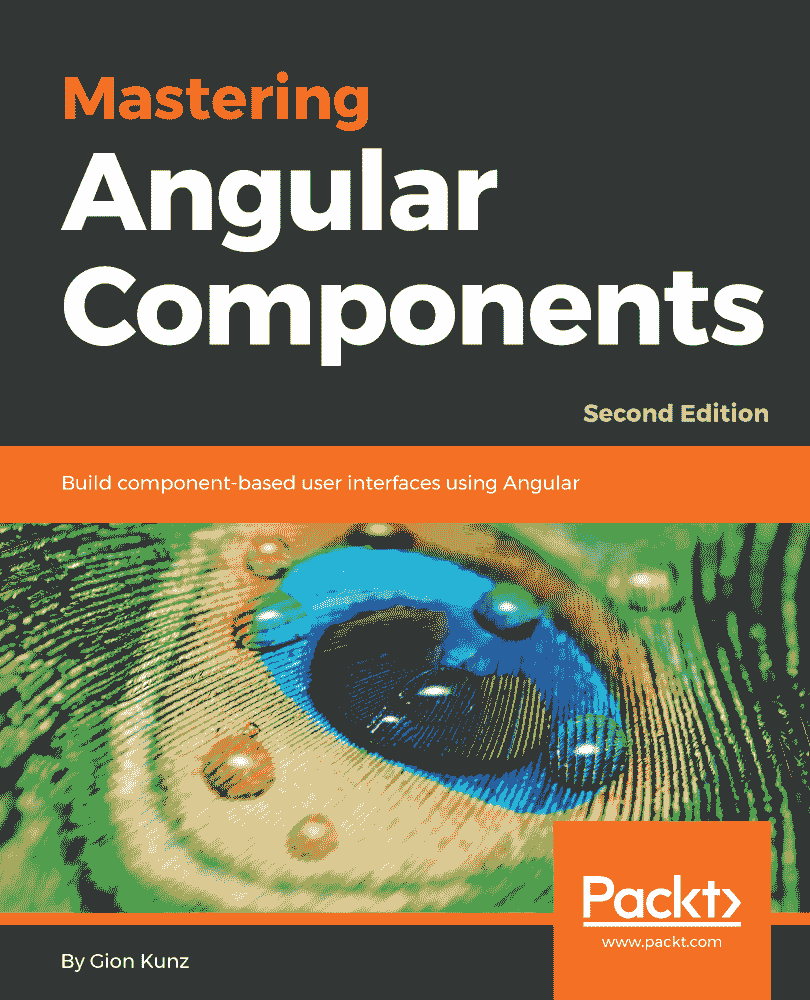 Mastering
Angular
Components
Second Edition
Build component-based user interfaces using Angular
Packt>
www.packt.com
By Gion Kunz